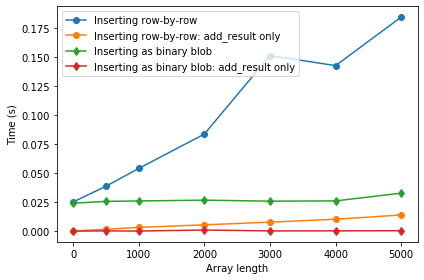 Inserting row-by-row
Inserting row-by-row: add_result only
Inserting as binary blob
Inserting as binary blob: add_result only
Time (s)
0.175
0.150
0.125
0.100
0.075
0.050
0.025
0.000
0
1000
2000
3000
4000
5000
Array length